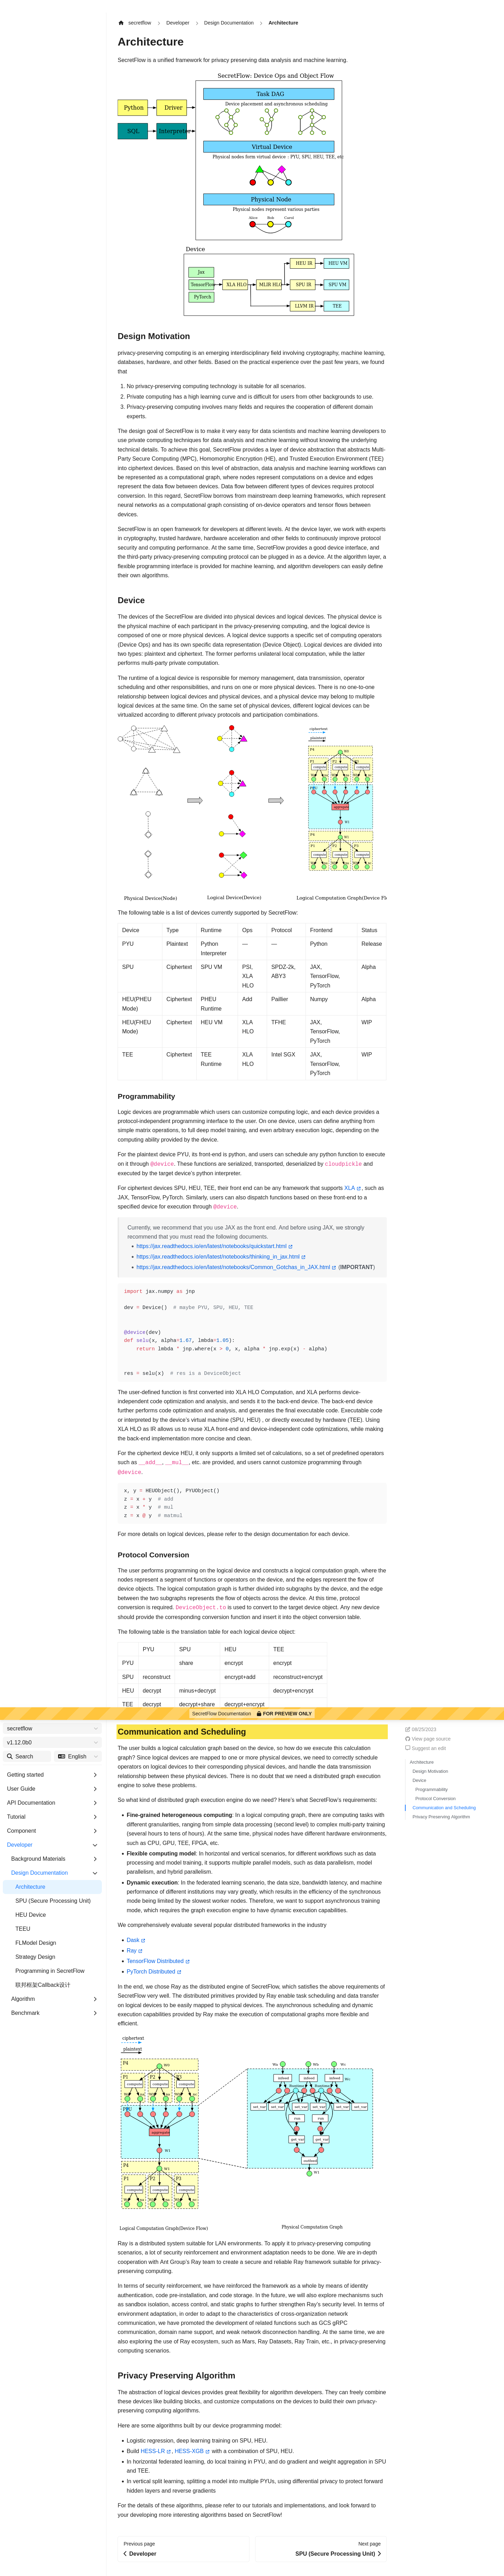 secretflow > Developer > Design Documentation > Architecture
Architecture
SecretFlow is a unified framework for privacy preserving data analysis and machine learning.
SecretFlow: Device Ops and Object Flow
Task DAG
Device placement and asynchronous scheduling
Python
Driver
SQL
Interpreter
Virtual Device
Physical nodes form virtual device : PYU, SPU, HEU, TEE, etc
Physical Node
Physical nodes represent various parties
Alice
Bob
Carol
Device
Jax
TensorFlow
PyTorch
XLA HLO
MLIR HLO
HEU IR
HEU VM
SPU IR
SPU VM
LLVM IR
TEE
Design Motivation
privacy-preserving computing is an emerging interdisciplinary field involving cryptography, machine learning,
databases, hardware, and other fields. Based on the practical experience over the past few years, we found
that
1. No privacy-preserving computing technology is suitable for all scenarios.
2. Private computing has a high learning curve and is difficult for users from other backgrounds to use.
3. Privacy-preserving computing involves many fields and requires the cooperation of different domain
experts.
The design goal of SecretFlow is to make it very easy for data scientists and machine learning developers to
perform data analysis and machine learning modeling using privacy-preserving without needing underlying
technical details. To achieve this goal, SecretFlow provides a layer of device abstraction that abstracts Multi-
Party Secure Computing (MPC), Homomorphic Encryption (HE), and Trusted Execution Environment (TEE)
into ciphertext devices. Based on this level of abstraction, data analysis and machine learning workflows can
be represented as a computational graph, where nodes represent computations on a device and edges
represent the data flow between devices. Data flow between different types of devices requires protocol
conversion. In this regard, SecretFlow borrows from mainstream deep learning frameworks, which represent
neural networks as a computational graph consisting of on-device operators and tensor flows between
devices.
SecretFlow is an open framework for developers at different levels. At the device layer, we work with experts
in cryptography, trusted hardware, hardware acceleration and other fields to continuously improve protocol
security and computing performance. At the same time, SecretFlow provides a good device interface, and
the third-party privacy-preserving computing protocol can be plugged in as a device. At the algorithm layer, a
flexible programming interface is provided for machine learning, and algorithm developers can easily define
their own algorithms.
Device
The devices of the SecretFlow are divided into physical devices and logical devices. The physical device is
the physical machine of each participant in the privacy-preserving computing, and the logical device is
composed of one or more physical devices. A logical device supports a specific set of computing operators
(Device Ops) and has its own specific data representation (Device Object). Logical devices are divided into
two types: plaintext and ciphertext. The former performs unilateral local computation, while the latter
performs multi-party private computation.
The runtime of a logical device is responsible for memory management, data transmission, operator
scheduling and other responsibilities, and runs on one or more physical devices. There is no one-to-one
relationship between logical devices and physical devices, and a physical device may belong to multiple
logical devices at the same time. On the same set of physical devices, different logical devices can be
virtualized according to different privacy protocols and participation combinations.
ciphertext
plaintext
Physical Device(Node)
Logical Device(Device)
Logical Computation Graph(Device Fl
The following table is a list of devices currently supported by SecretFlow:
Device Type Runtime Ops Protocol Frontend Status
PYU Plaintext Python Interpreter — — Python Release
SPU Ciphertext SPU VM PSI, XLA HLO SPDZ-2k, ABY3 JAX, TensorFlow, PyTorch Alpha
HEU(PHEU Mode) Ciphertext PHEU Runtime Add Paillier Numpy Alpha
HEU(FHEU Mode) Ciphertext HEU VM XLA HLO TFHE JAX, TensorFlow, PyTorch WIP
TEE Ciphertext TEE Runtime XLA HLO Intel SGX JAX, TensorFlow, PyTorch WIP
Programmability
Logic devices are programmable which users can customize computing logic, and each device provides a
protocol-independent programming interface to the user. On one device, users can define anything from
simple matrix operations, to full deep model training, and even arbitrary execution logic, depending on the
computing ability provided by the device.
For the plaintext device PYU, its front-end is python, and users can schedule any python function to execute
on it through @device. These functions are serialized, transported, deserialized by cloudpickle and
executed by the target device's python interpreter.
For ciphertext devices SPU, HEU, TEE, their front end can be any framework that supports XLA , such as
JAX, TensorFlow, PyTorch. Similarly, users can also dispatch functions based on these front-end to a
specified device for execution through @device.
Currently, we recommend that you use JAX as the front end. And before using JAX, we strongly
recommend that you must read the following documents.
• https://jax.readthedocs.io/en/latest/notebooks/quickstart.html
• https://jax.readthedocs.io/en/latest/notebooks/thinking_in_jax.html
• https://jax.readthedocs.io/en/latest/notebooks/Common_Gotchas_in_JAX.html (IMPORTANT)
import jax.numpy as jnp
dev = Device()  # maybe PYU, SPU, HEU, TEE
@device(dev)
def selu(x, alpha=1.67, lmbda=1.05):
return lmbda * jnp.where(x > 0, x, alpha * jnp.exp(x) - alpha)
res = selu(x)  # res is a DeviceObject
The user-defined function is first converted into XLA HLO Computation, and XLA performs device-
independent code optimization and analysis, and sends it to the back-end device. The back-end device
further performs code optimization and analysis, and generates the final executable code. Executable code
or interpreted by the device's virtual machine (SPU, HEU) , or directly executed by hardware (TEE). Using
XLA HLO as IR allows us to reuse XLA front-end and device-independent code optimizations, while making
the back-end implementation more concise and clean.
For the ciphertext device HEU, it only supports a limited set of calculations, so a set of predefined operators
such as __add__, __mul__, etc. are provided, and users cannot customize programming through
@device.
x, y = HEUObject(), PYUObject()
z = x + y  # add
z = x * y  # mul
z = x @ y  # matmul
For more details on logical devices, please refer to the design documentation for each device.
Protocol Conversion
The user performs programming on the logical device and constructs a logical computation graph, where the
nodes represent a segment of functions or operators on the device, and the edges represent the flow of
device objects. The logical computation graph is further divided into subgraphs by the device, and the edge
between the two subgraphs represents the flow of objects across the device. At this time, protocol
conversion is required. DeviceObject.to is used to convert to the target device object. Any new device
should provide the corresponding conversion function and insert it into the object conversion table.
The following table is the translation table for each logical device object:
PYU SPU HEU TEE
PYU share encrypt encrypt
SPU reconstruct encrypt+add reconstruct+encrypt
HEU decrypt minus+decrypt decrypt+encrypt
TEE decrypt decrypt+share decrypt+encrypt
SecretFlow Documentation FOR PREVIEW ONLY
secretflow
v1.12.0b0
Search
English
Getting started
User Guide
API Documentation
Tutorial
Component
Developer
Background Materials
Design Documentation
Architecture
SPU (Secure Processing Unit)
HEU Device
TEEU
FLModel Design
Strategy Design
Programming in SecretFlow
联邦框架Callback设计
Algorithm
Benchmark
Communication and Scheduling
The user builds a logical calculation graph based on the device, so how do we execute this calculation
graph? Since logical devices are mapped to one or more physical devices, operators on logical devices need
to be scheduled to their corresponding physical devices, and the data transmission relationship between
these physical devices needs to be handled properly. We need a distributed graph execution engine to solve
these problems.
So what kind of distributed graph execution engine do we need? Here's what we need for SecretFlow:
• Fine-grained heterogeneous computing: In a computation graph, there are computing tasks with
different granularities, ranging from simple data processing (second level) to complex multi-party
training (several hours to tens of hours). At the same time, physical nodes have different hardware
environments, such as CPU, GPU, TEE, FPGA, etc.
• Flexible computing model: In horizontal and vertical scenarios, for different workflows such as data
processing and model training, it supports multiple parallel models, such as data parallelism, model
parallelism, and hybrid parallelism.
• Dynamic execution: In the federated learning environment, the data size, network latency, and machine
performance of different institutions may vary greatly, which results in the efficiency of synchronous
mode being limited by the slowest worker nodes. Therefore, we want to support asynchronous training
mode, which requires the graph execution engine to have dynamic execution capabilities.
We comprehensively evaluate several popular distributed frameworks in the industry
• Dask
• Ray
• TensorFlow Distributed
• PyTorch Distributed
In the end, we chose Ray as the distributed engine of SecretFlow, which satisfies the above requirements of
SecretFlow very well. The distributed primitives provided by Ray enable task scheduling and data transfer
on logical devices to be easily mapped to physical devices. The asynchronous scheduling and dynamic
execution capabilities provided by Ray make the execution of computational graphs more flexible and
efficient.
ciphertext
plaintext
Logical Computation Graph(Device Flow)
Physical Computation Graph
Ray is a distributed system suitable for LAN environments. To apply it to privacy-preserving computing
scenarios, a lot of security reinforcement and environment adaptation needs to be done. We are in-depth
cooperation with Ant Group's Ray team to create a secure and reliable Ray framework suitable for privacy-
preserving computing.
In terms of security reinforcement, we have reinforced the framework as a whole by means of identity
authentication, code pre-installation, and code storage. In the future, we will also explore mechanisms such
as sandbox isolation, access control, and static graphs to further strengthen Ray's security level. In terms of
environment adaptation, in order to adapt to the characteristics of cross-organization network
communication, we have promoted the development of related functions such as GCS gRPC
communication, domain name support, and weak network disconnection handling. At the same time, we are
also exploring the use of Ray ecosystem, such as Mars, Ray Datasets, Ray Train, etc., in privacy-preserving
computing scenarios.
Privacy Preserving Algorithm
The abstraction of logical devices provides great flexibility for algorithm developers. They can freely combine
these devices like building blocks, and customize computations on the devices to build their own privacy-
preserving computing algorithms.
Here are some algorithms built by our device programming model:
• Logistic regression, deep learning training on SPU, HEU.
• Build HESS-LR , HESS-XGB with a combination of SPU, HEU.
• In horizontal federated learning, do local training in PYU, and do gradient and weight aggregation in SPU
and TEE.
• In vertical split learning, splitting a model into multiple PYUs, using differential privacy to protect forward
hidden layers and reverse gradients
For the details of these algorithms, please refer to our tutorials and implementations, and look forward to
your developing more interesting algorithms based on SecretFlow!
Previous page
Developer
Next page
SPU (Secure Processing Unit)
08/25/2023
View page source
Suggest an edit
Architecture
Design Motivation
Device
Programmability
Protocol Conversion
Communication and Scheduling
Privacy Preserving Algorithm